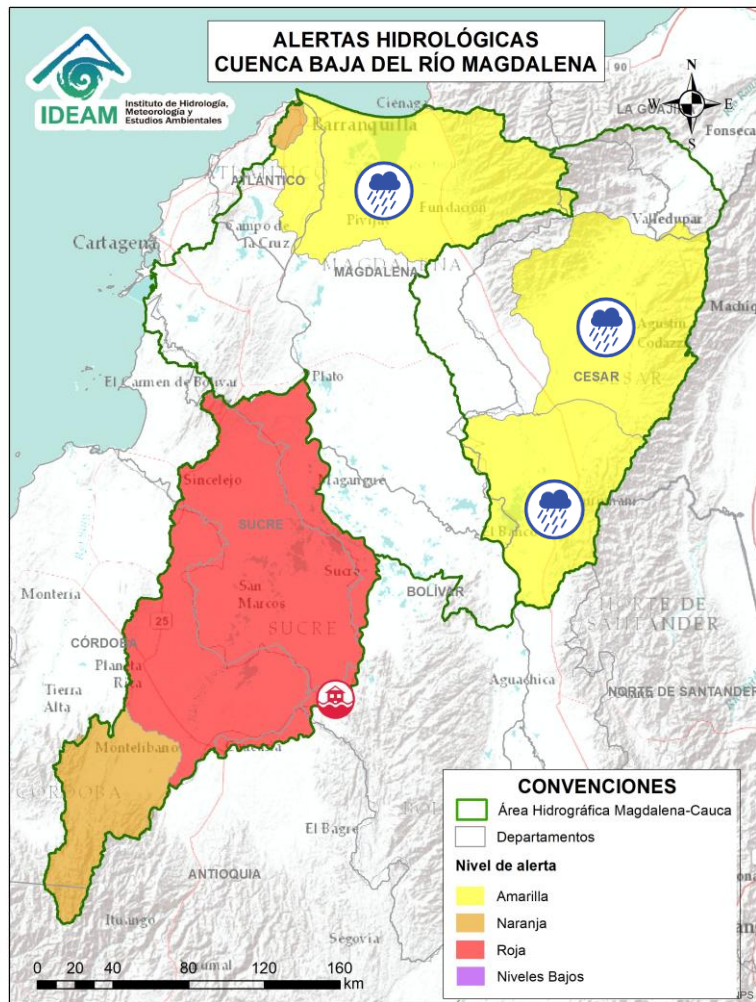 ALERTAS HIDROLÓGICAS
CUENCA BAJA DEL RÍO MAGDALENA
IDEAM
Instituto de Hidrología,
Meteorología y
Estudios Ambientales
N
W
E
S
90
LA GUAJIRA
Fonseca
Ciénaga
Barranquilla
ATLÁNTICO
Fundación
Campo de
la Cruz
Valledupar
Cartagena
MAGDALENA
MAGDALENA
Agustín
Codazzi
CESAR
El Carmen de Bolívar
Plato
Sincelejo
Magangué
SUCRE
El Banco
San
Marcos
Sucre
SUCRE
BOLÍVAR
Montería
25
CÓRDOBA
Planeta
Rica
NORTE DE
SANTANDER
Tierra
Alta
Aguachica
NORTE DE SANTANDER
Montelíbano
CÓRDOBA
El Bagre
ANTIOQUIA
Ituango
Segovia
0 10 20 40 80 120 160
km
CONVENCIONES
Área Hidrográfica Magdalena-Cauca
Departamentos
Nivel de alerta
Amarilla
Naranja
Roja
Niveles Bajos